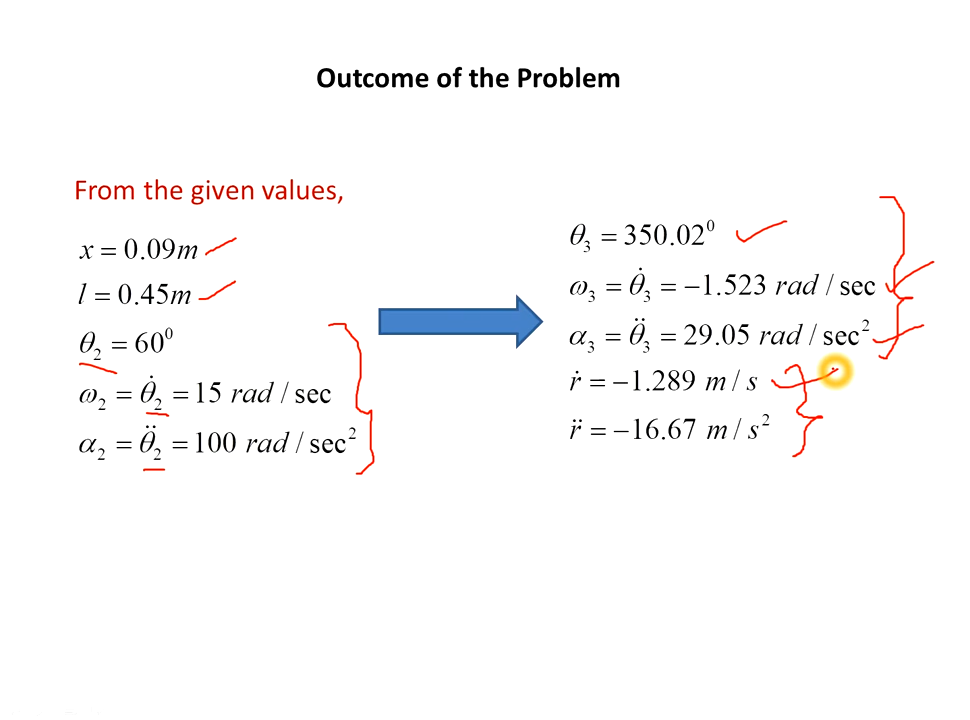 Outcome of the Problem
From the given values,
x = 0.09m
l = 0.45m
θ₂ = 60⁰
ω₂ = θ̇₂ = 15 rad / sec
α₂ = θ̈₂ = 100 rad / sec²
θ₃ = 350.02⁰
ω₃ = θ̇₃ = −1.523 rad / sec
α₃ = θ̈₃ = 29.05 rad / sec²
ṙ = −1.289 m / s
r̈ = −16.67 m / s²